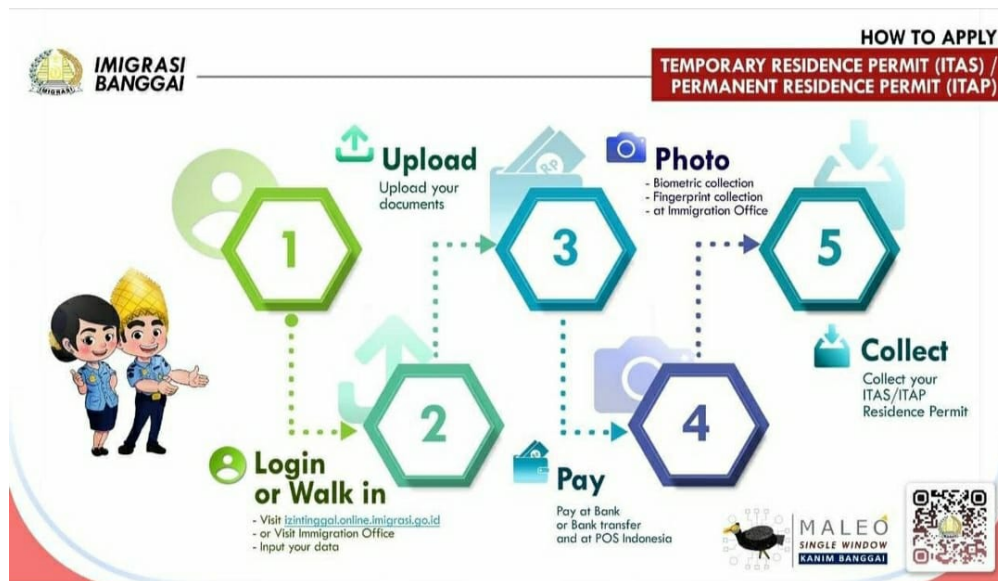 HOW TO APPLY
IMIGRASI
BANGGAI
TEMPORARY RESIDENCE PERMIT (ITAS) /
PERMANENT RESIDENCE PERMIT (ITAP)
IMIGRASI
1
Login
or Walk in
- Visit izintinggal.online.imigrasi.go.id
- or Visit Immigration Office
- Input your data
2
Upload
Upload your
documents
3
RP
Pay
Pay at Bank
or Bank transfer
and at POS Indonesia
4
Photo
- Biometric collection
- Fingerprint collection
- at Immigration Office
5
Collect
Collect your
ITAS/ITAP
Residence Permit
MALEO
SINGLE WINDOW
KANIM BANGGAI